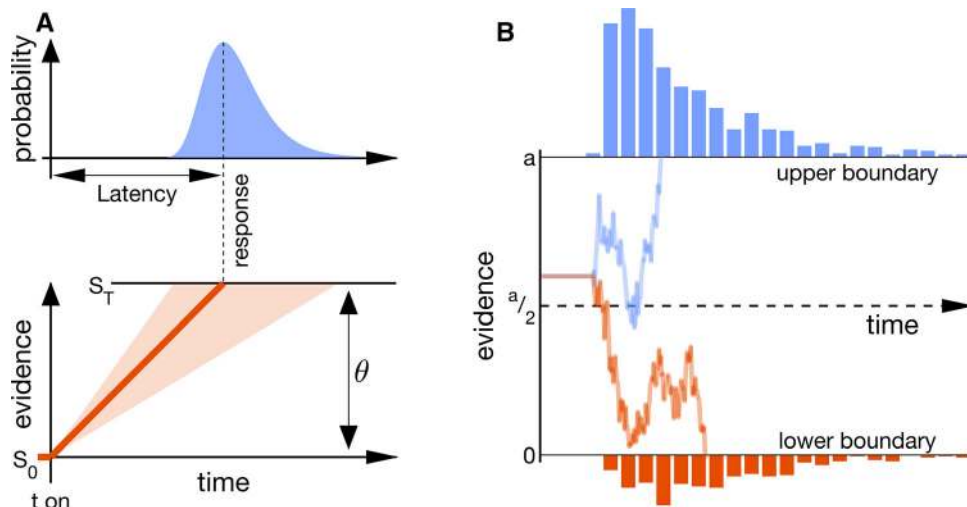 A
probability
Latency
response
S_T
evidence
θ
S_0
time
t on
B
a
upper boundary
evidence
a/2
time
lower boundary
0